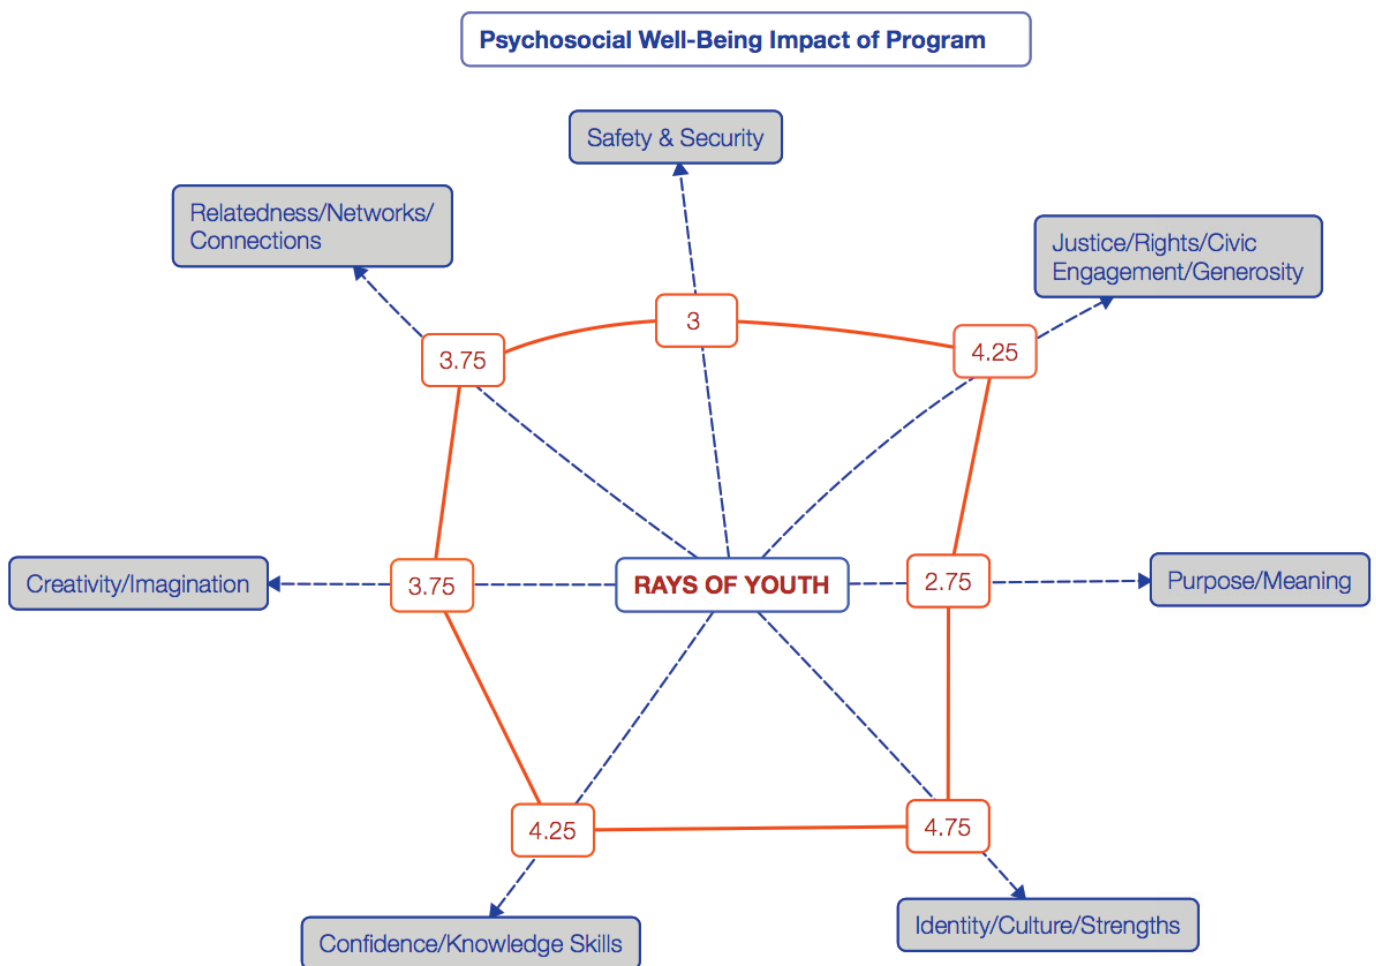 Psychosocial Well-Being Impact of Program
Safety & Security
Relatedness/Networks/
Connections
Justice/Rights/Civic
Engagement/Generosity
3
3.75
4.25
Creativity/Imagination
3.75
RAYS OF YOUTH
2.75
Purpose/Meaning
4.25
4.75
Identity/Culture/Strengths
Confidence/Knowledge Skills